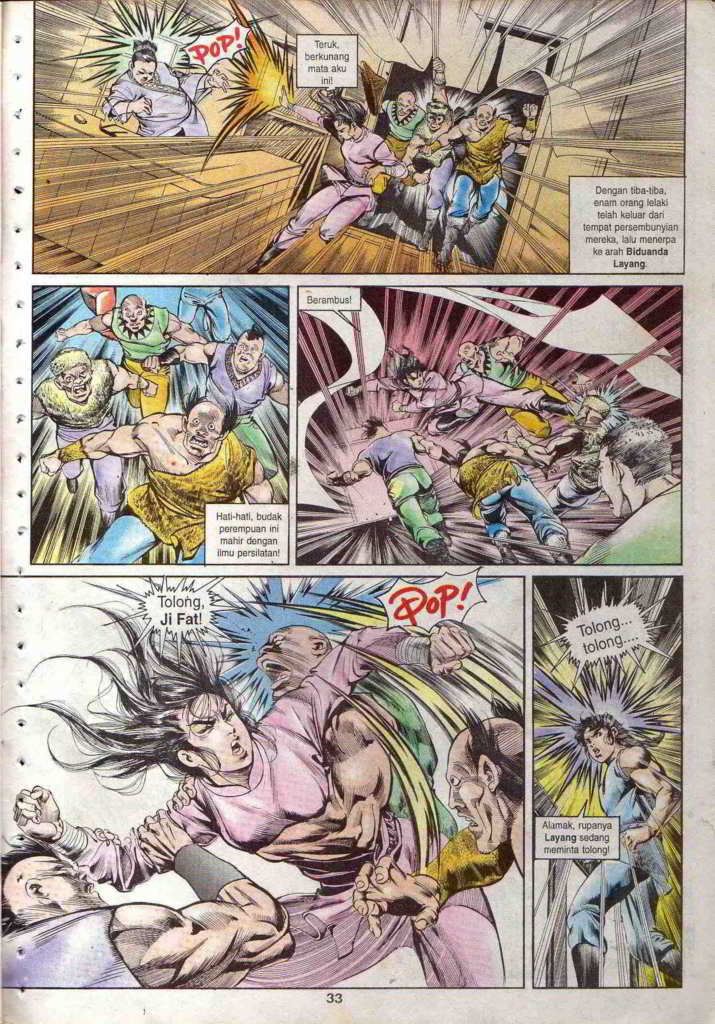 POP!
Teruk,
berkunang
mata aku
ini!
Dengan tiba-tiba,
enam orang lelaki
telah keluar dari
tempat persembunyian
mereka, lalu menerpa
ke arah Biduanda
Layang.
Hati-hati, budak
perempuan ini
mahir dengan
ilmu persilatan!
Berambus!
Tolong,
Ji Fat!
POP!
Tolong...
tolong....
Alamak, rupanya
Layang sedang
meminta tolong!
33